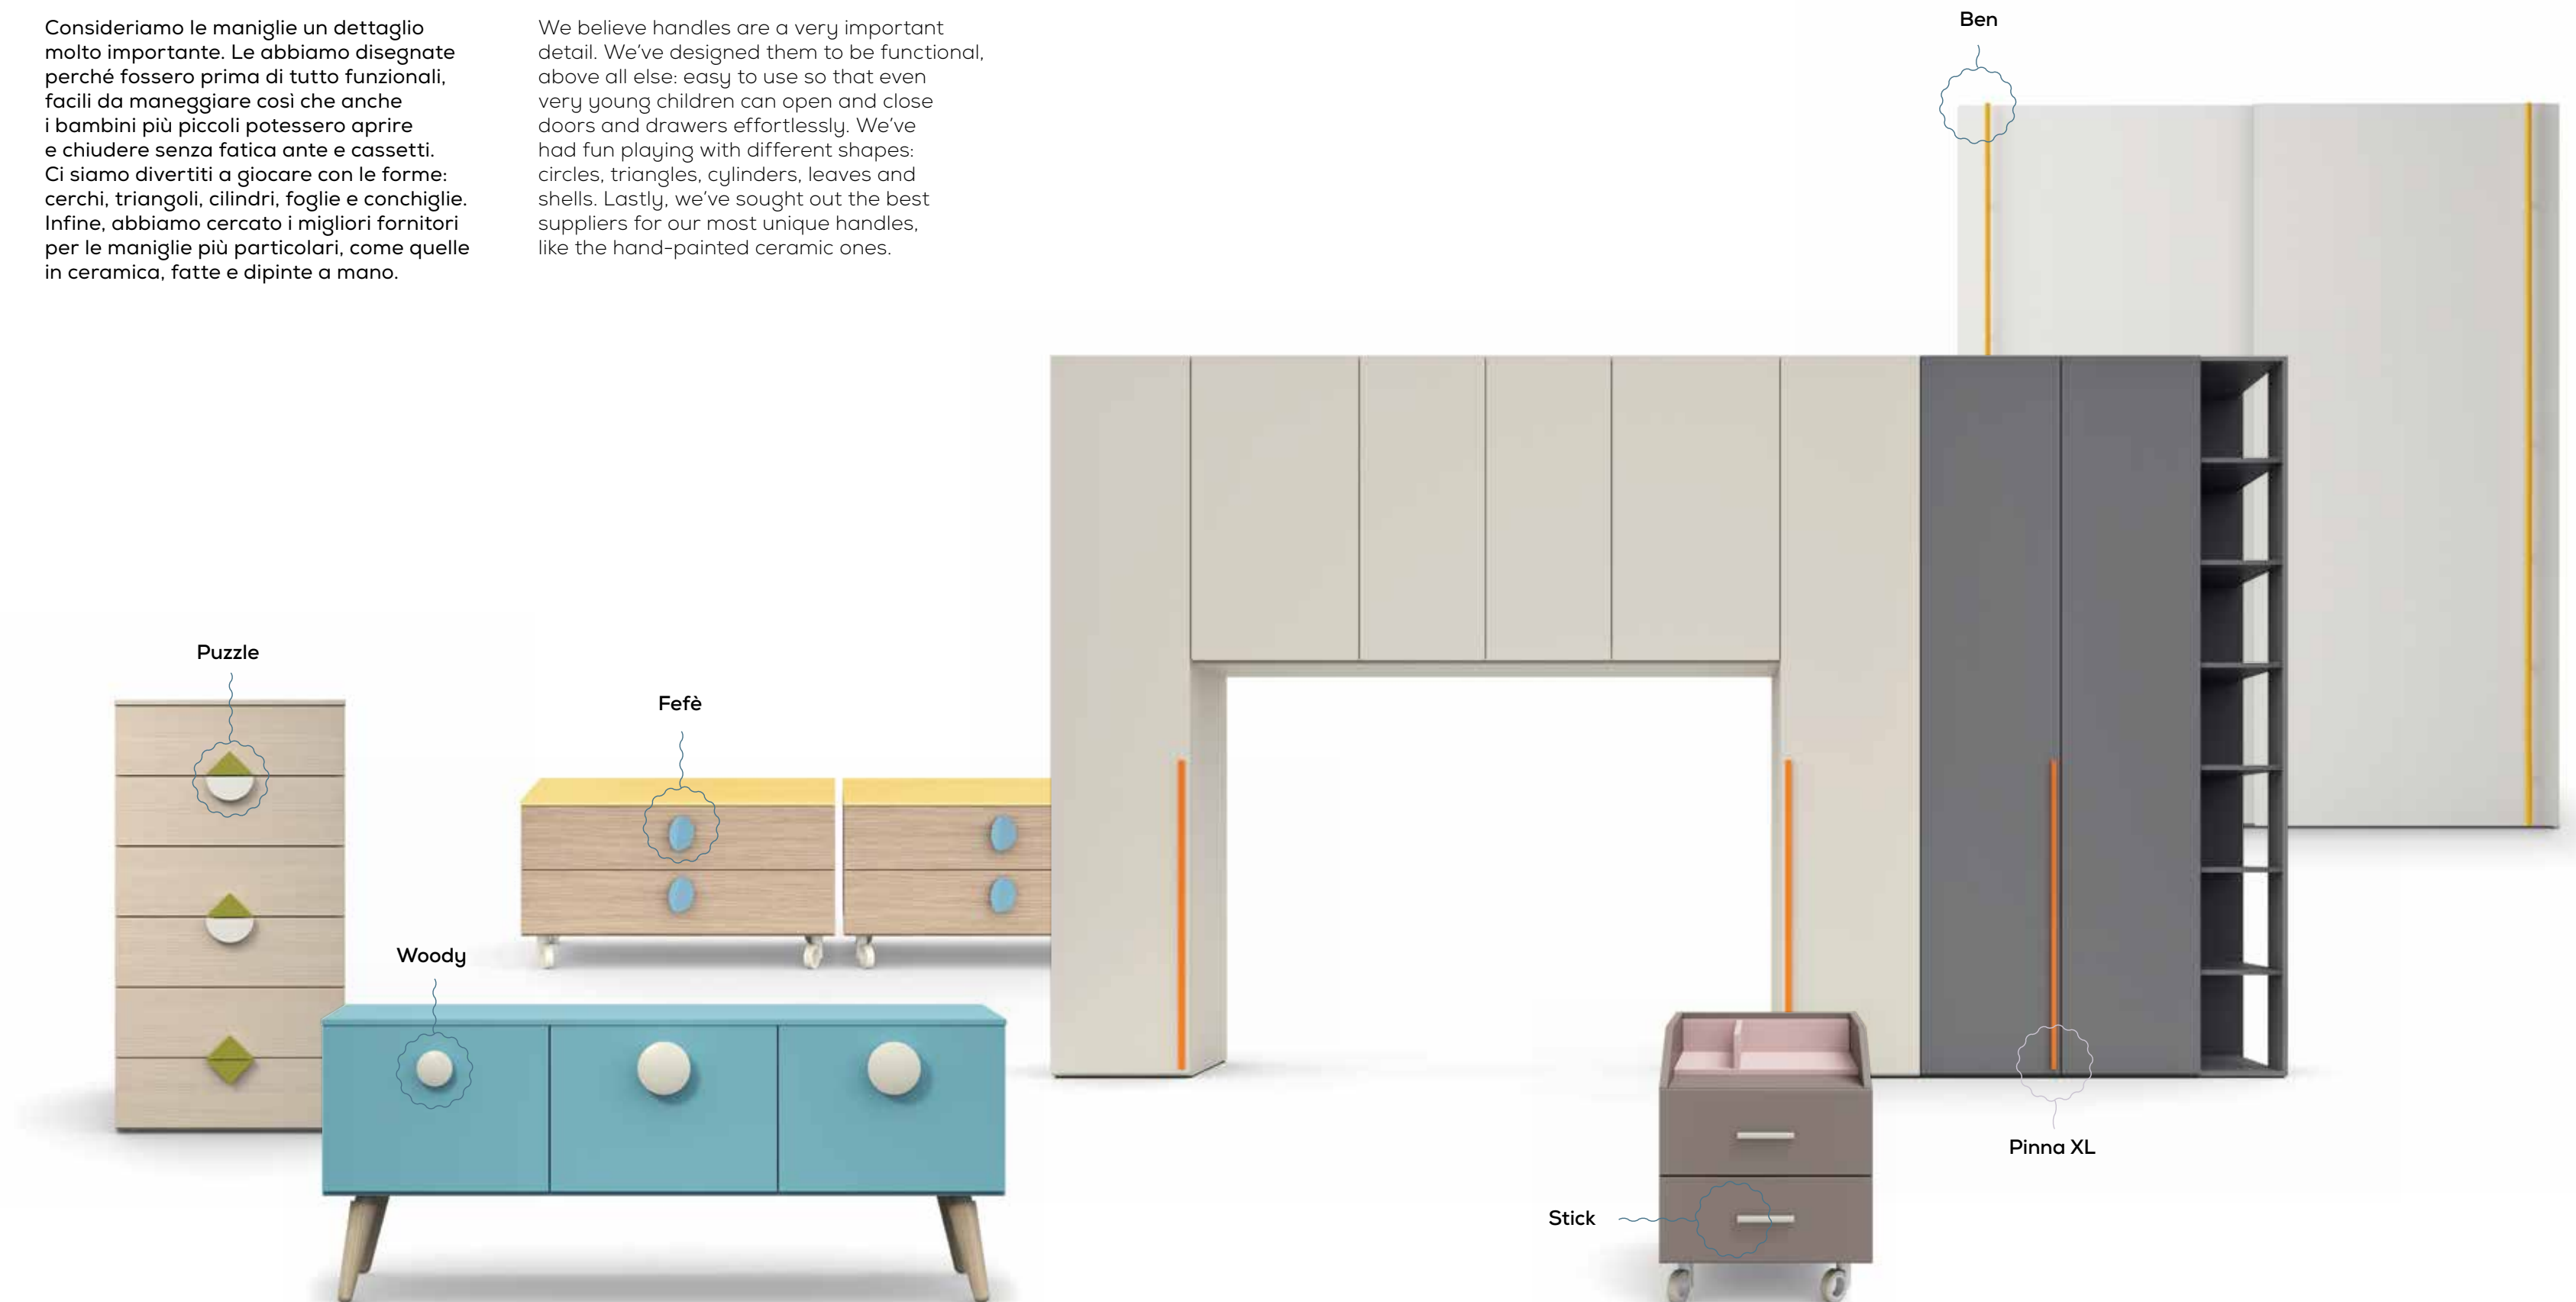 Consideriamo le maniglie un dettaglio
molto importante. Le abbiamo disegnate
perché fossero prima di tutto funzionali,
facili da maneggiare così che anche
i bambini più piccoli potessero aprire
e chiudere senza fatica ante e cassetti.
Ci siamo divertiti a giocare con le forme:
cerchi, triangoli, cilindri, foglie e conchiglie.
Infine, abbiamo cercato i migliori fornitori
per le maniglie più particolari, come quelle
in ceramica, fatte e dipinte a mano.
We believe handles are a very important
detail. We’ve designed them to be functional,
above all else: easy to use so that even
very young children can open and close
doors and drawers effortlessly. We’ve
had fun playing with different shapes:
circles, triangles, cylinders, leaves and
shells. Lastly, we’ve sought out the best
suppliers for our most unique handles,
like the hand-painted ceramic ones.
Ben
Puzzle
Fefè
Woody
Pinna XL
Stick